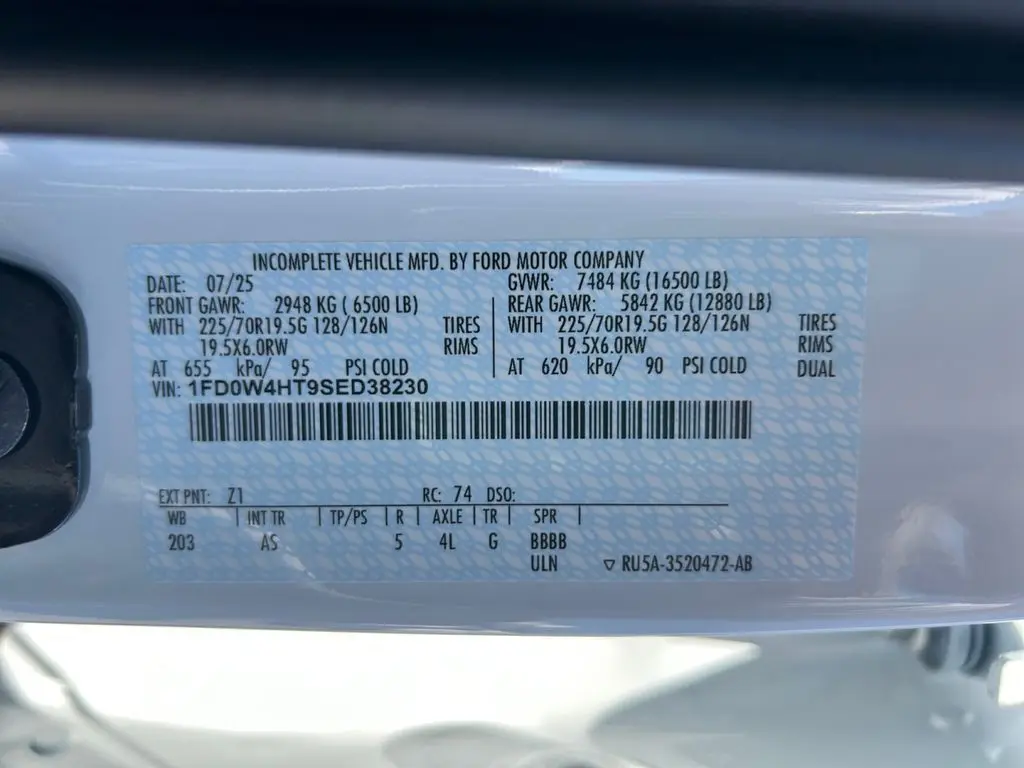 INCOMPLETE VEHICLE MFD. BY FORD MOTOR COMPANY
DATE: 07/25 GVWR: 7484 KG (16500 LB)
FRONT GAWR: 2948 KG ( 6500 LB) REAR GAWR: 5842 KG (12880 LB)
WITH 225/70R19.5G 128/126N TIRES WITH 225/70R19.5G 128/126N TIRES
19.5X6.0RW RIMS 19.5X6.0RW RIMS
AT 655 kPa/ 95 PSI COLD AT 620 kPa/ 90 PSI COLD DUAL
VIN: 1FD0W4HT9SED38230
EXT PNT: Z1 RC: 74 DSO:
WB INT TR TP/PS R AXLE TR SPR
203 AS 5 4L G BBBB
ULN ▽ RU5A-3520472-AB